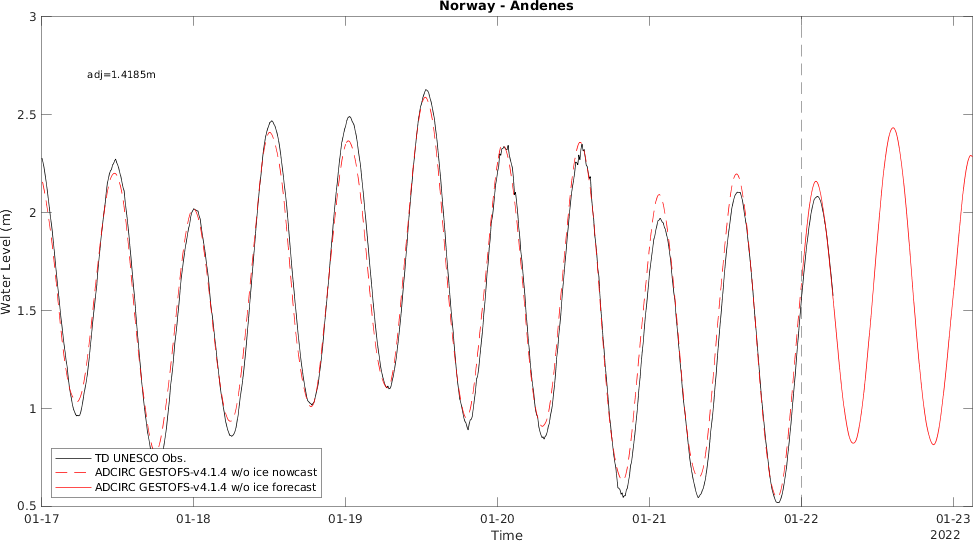 Norway - Andenes
3
adj=1.4185m
2.5
2
Water Level (m)
1.5
1
TD UNESCO Obs.
ADCIRC GESTOFS-v4.1.4 w/o ice nowcast
ADCIRC GESTOFS-v4.1.4 w/o ice forecast
0.5
01-17 01-18 01-19 01-20 01-21 01-22 01-23
Time 2022